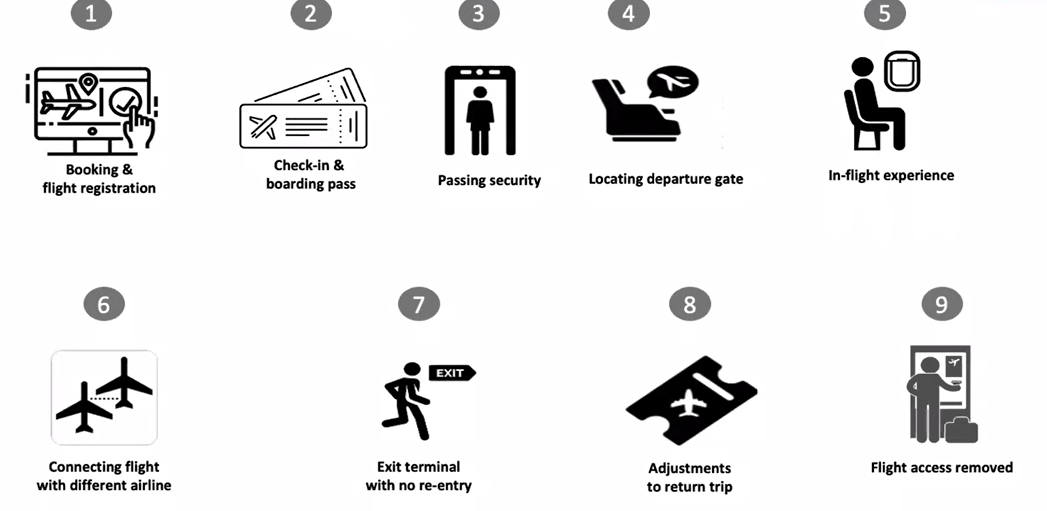 1
2
3
4
5
Booking &
flight registration
Check-in &
boarding pass
Passing security
Locating departure gate
In-flight experience
6
7
8
9
EXIT
Connecting flight
with different airline
Exit terminal
with no re-entry
Adjustments
to return trip
Flight access removed